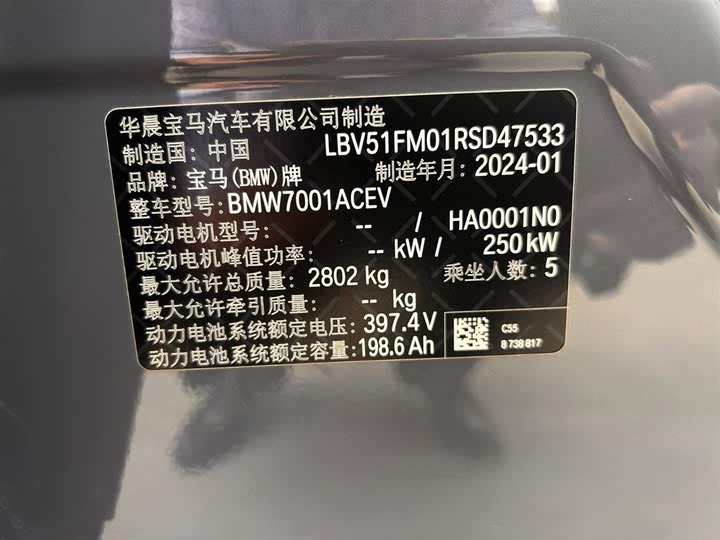 华晨宝马汽车有限公司制造
制造国: 中国 LBV51FM01RSD47533
品牌: 宝马(BMW)牌 制造年月: 2024-01
整车型号: BMW7001ACEV
驱动电机型号: -- / HA0001N0
驱动电机峰值功率: -- kW / 250 kW
最大允许总质量: 2802 kg 乘坐人数: 5
最大允许牵引质量: -- kg
动力电池系统额定电压: 397.4 V C55
动力电池系统额定容量: 198.6 Ah 8 738 817